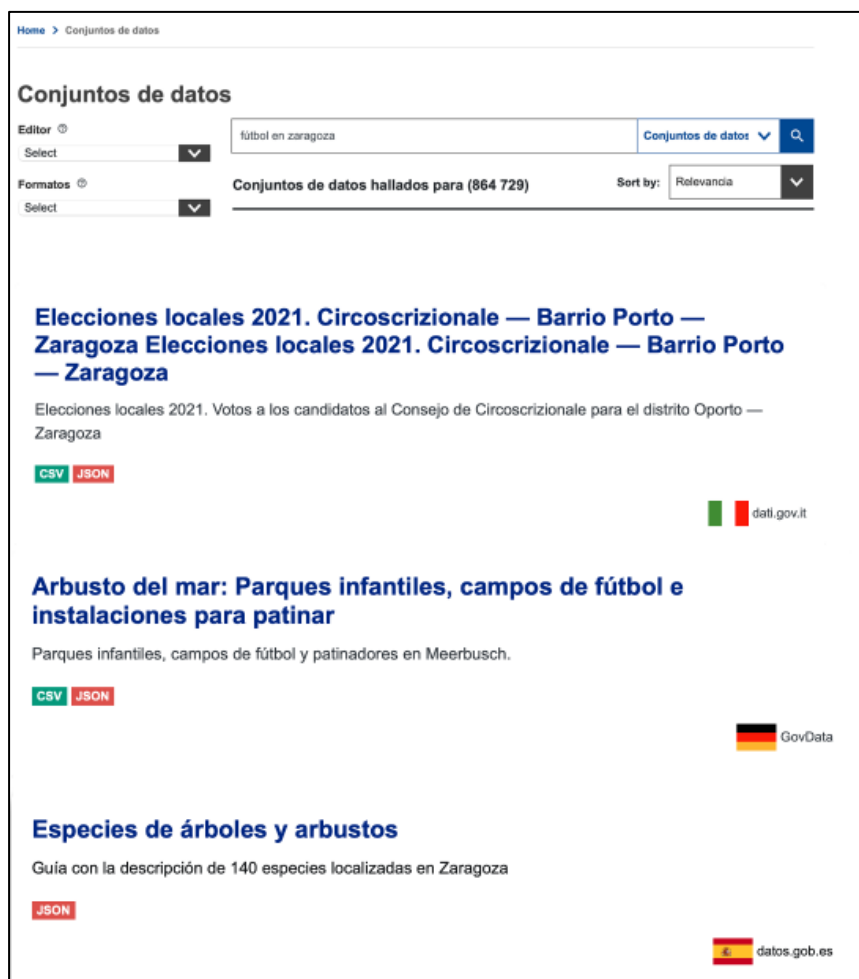 Home > Conjuntos de datos
Conjuntos de datos
Editor
Select
Formatos
Select
fútbol en zaragoza
Conjuntos de datos
Conjuntos de datos hallados para (864 729)
Sort by:
Relevancia
Elecciones locales 2021. Circoscrizionale — Barrio Porto —
Zaragoza Elecciones locales 2021. Circoscrizionale — Barrio Porto
— Zaragoza
Elecciones locales 2021. Votos a los candidatos al Consejo de Circoscrizionale para el distrito Oporto —
Zaragoza
CSV JSON
dati.gov.it
Arbusto del mar: Parques infantiles, campos de fútbol e
instalaciones para patinar
Parques infantiles, campos de fútbol y patinadores en Meerbusch.
CSV JSON
GovData
Especies de árboles y arbustos
Guía con la descripción de 140 especies localizadas en Zaragoza
JSON
datos.gob.es